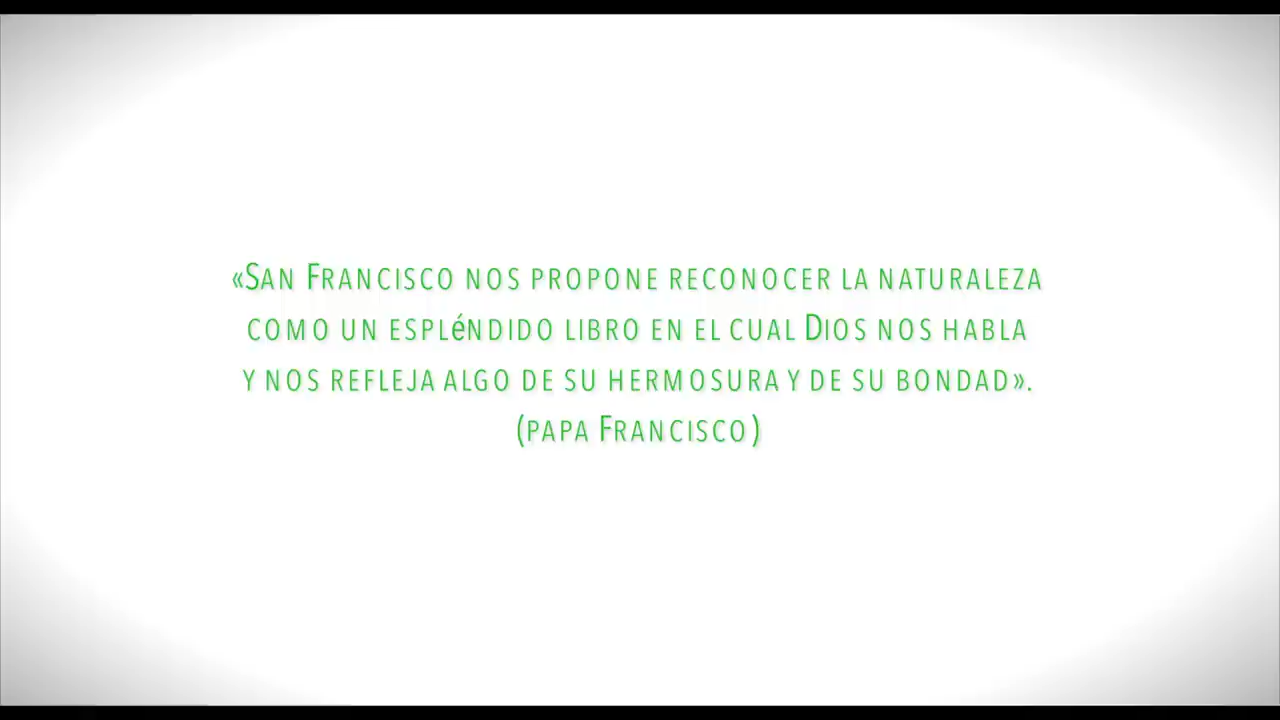 «San Francisco nos propone reconocer la naturaleza
como un espléndido libro en el cual Dios nos habla
y nos refleja algo de su hermosura y de su bondad».
(papa Francisco)